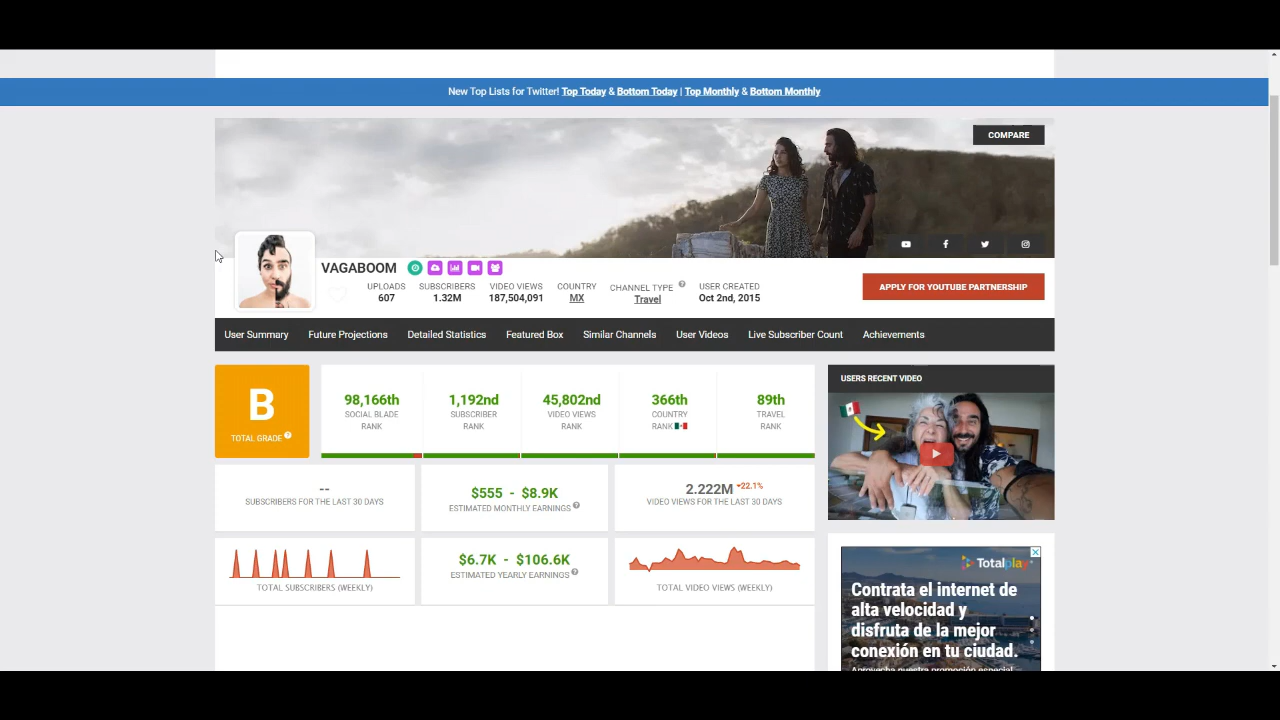 New Top Lists for Twitter! Top Today & Bottom Today | Top Monthly & Bottom Monthly
COMPARE
VAGABOOM
UPLOADS
607
SUBSCRIBERS
1.32M
VIDEO VIEWS
187,504,091
COUNTRY
MX
CHANNEL TYPE
Travel
USER CREATED
Oct 2nd, 2015
APPLY FOR YOUTUBE PARTNERSHIP
User Summary Future Projections Detailed Statistics Featured Box Similar Channels User Videos Live Subscriber Count Achievements
B
TOTAL GRADE
98,166th
SOCIAL BLADE
RANK
1,192nd
SUBSCRIBER
RANK
45,802nd
VIDEO VIEWS
RANK
366th
COUNTRY
RANK
89th
TRAVEL
RANK
USERS RECENT VIDEO
--
SUBSCRIBERS FOR THE LAST 30 DAYS
$555 - $8.9K
ESTIMATED MONTHLY EARNINGS
2.222M 22.1%
VIDEO VIEWS FOR THE LAST 30 DAYS
TOTAL SUBSCRIBERS (WEEKLY)
$6.7K - $106.6K
ESTIMATED YEARLY EARNINGS
TOTAL VIDEO VIEWS (WEEKLY)
Totalplay
Contrata el internet de
alta velocidad y
disfruta de la mejor
conexión en tu ciudad.
Aprovecha nuestra promoción especial